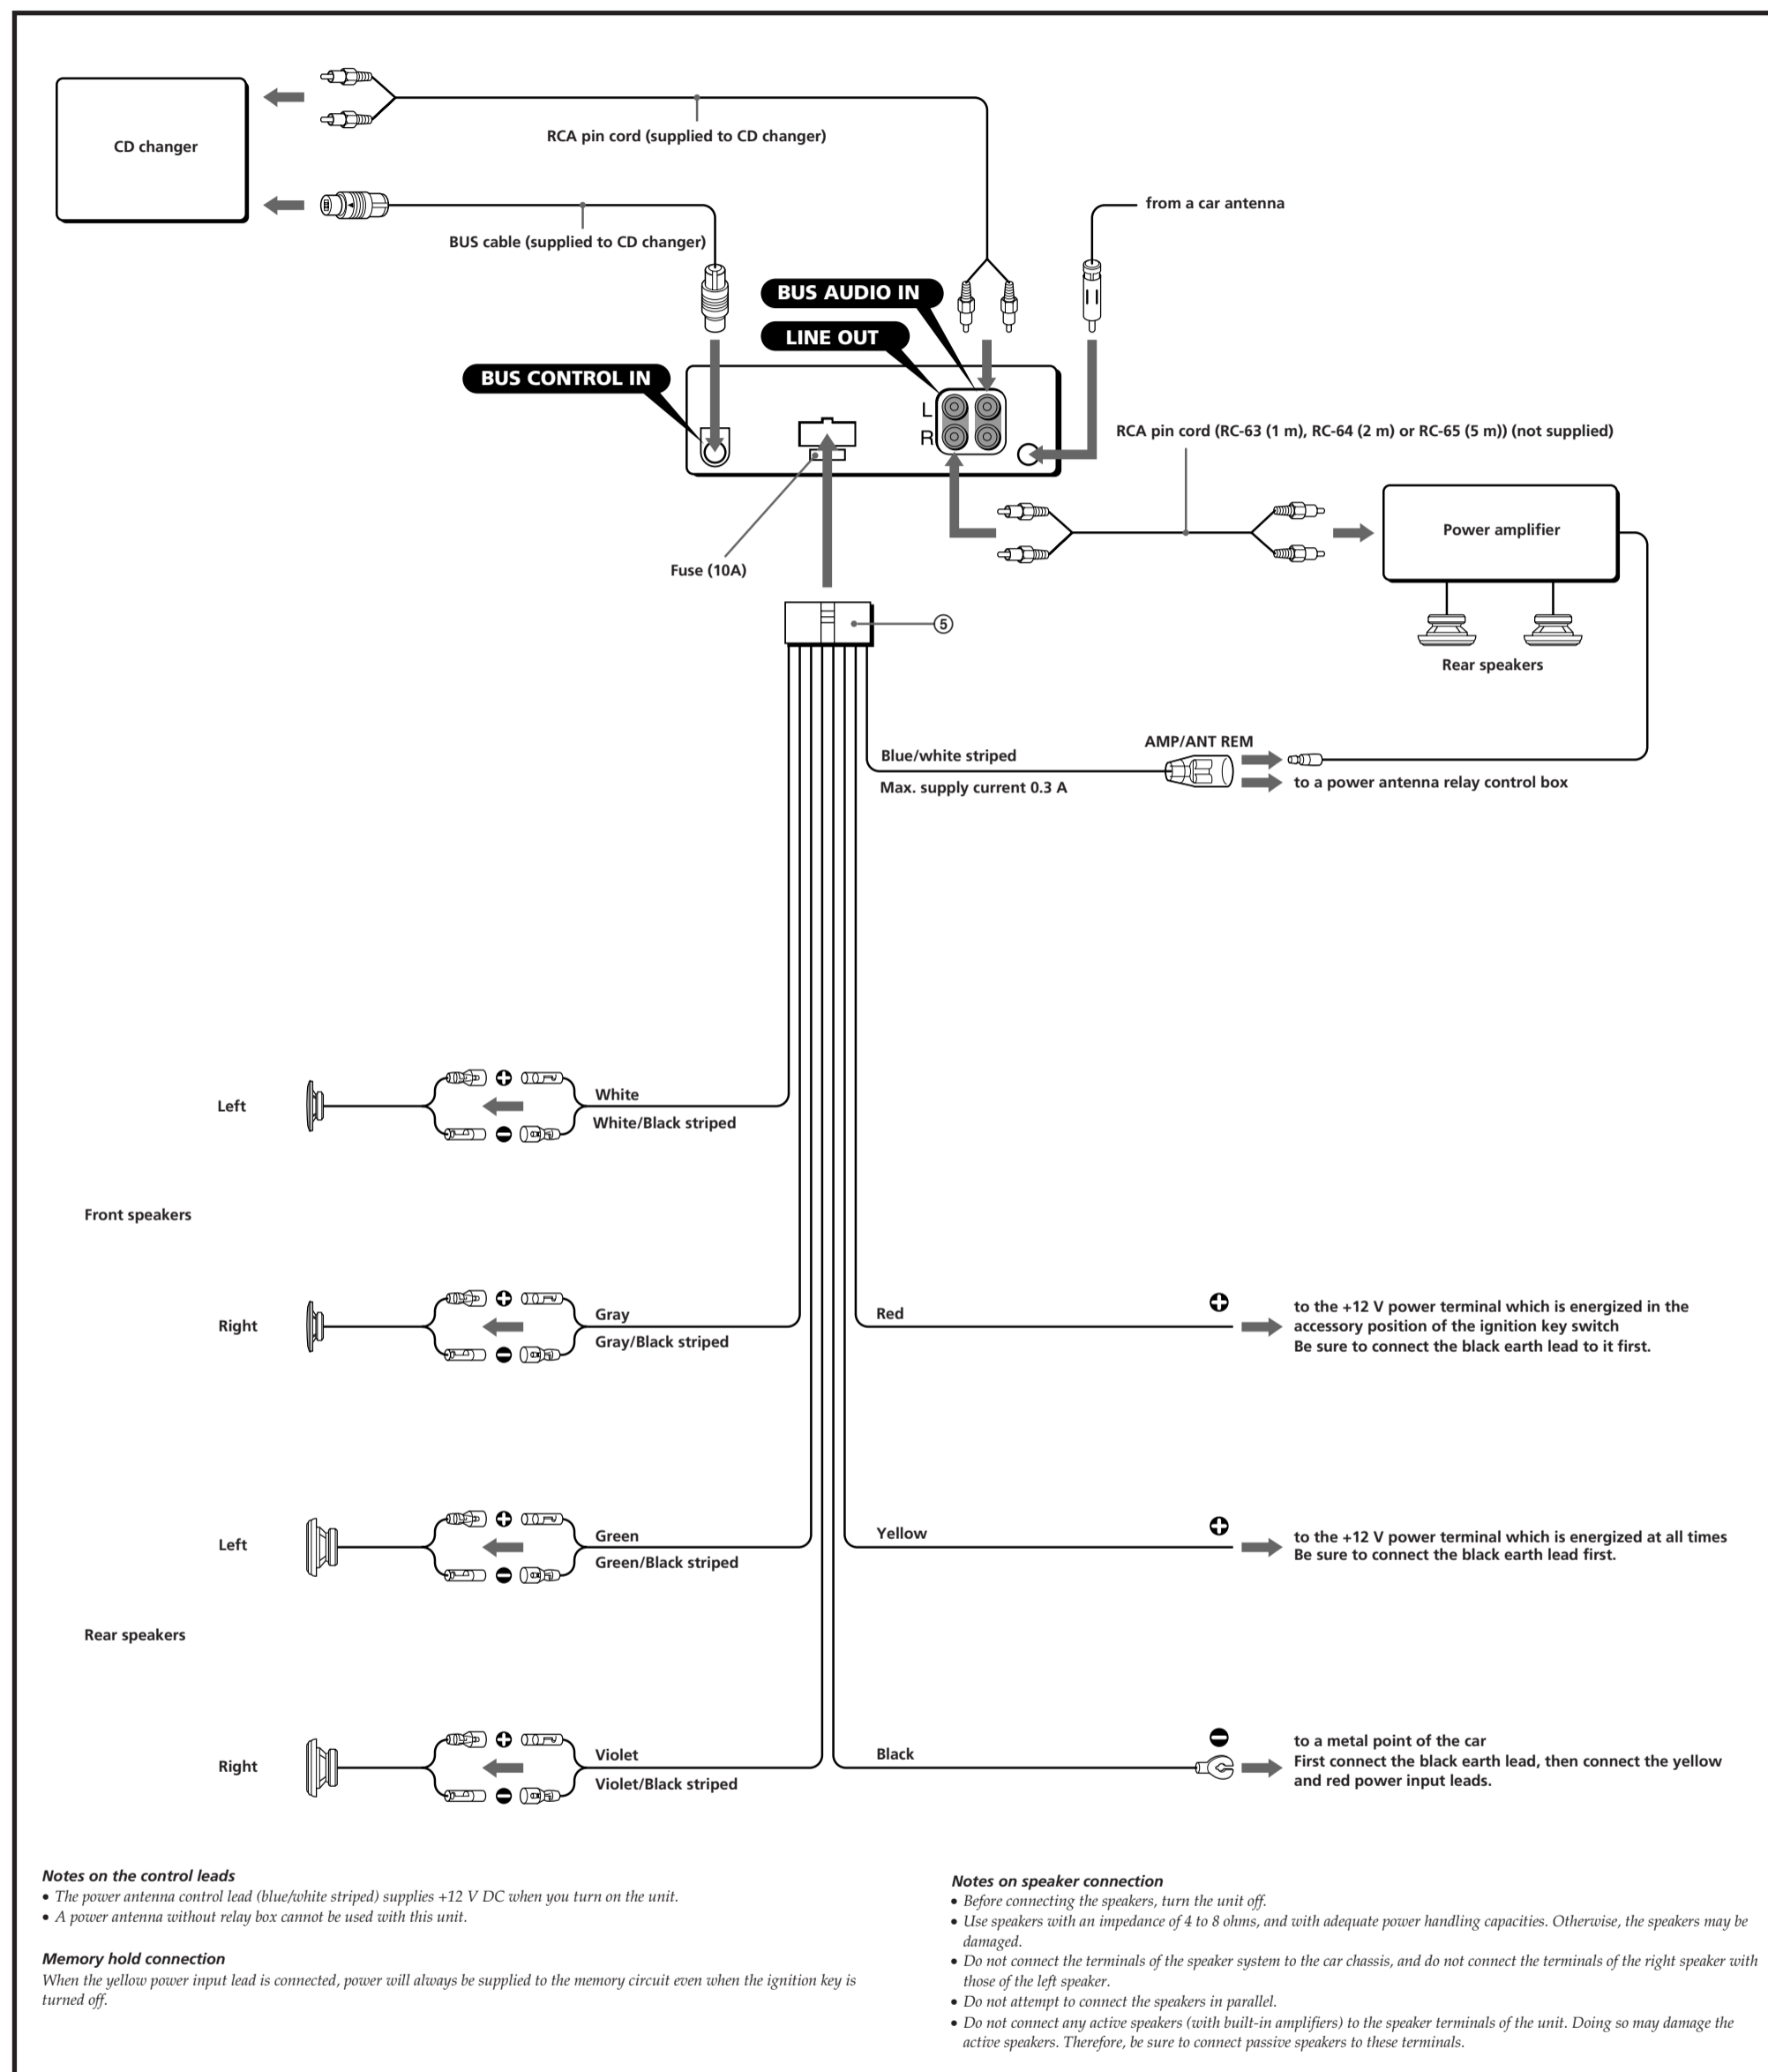 CD changer
RCA pin cord (supplied to CD changer)
from a car antenna
BUS cable (supplied to CD changer)
BUS AUDIO IN
LINE OUT
BUS CONTROL IN
L
R
RCA pin cord (RC-63 (1 m), RC-64 (2 m) or RC-65 (5 m)) (not supplied)
Power amplifier
Fuse (10A)
⑤
Rear speakers
AMP/ANT REM
Blue/white striped
Max. supply current 0.3 A
to a power antenna relay control box
Left
White
White/Black striped
Front speakers
Right
Gray
Gray/Black striped
Red
to the +12 V power terminal which is energized in the
accessory position of the ignition key switch
Be sure to connect the black earth lead to it first.
Left
Green
Green/Black striped
Yellow
to the +12 V power terminal which is energized at all times
Be sure to connect the black earth lead first.
Rear speakers
Right
Violet
Violet/Black striped
Black
to a metal point of the car
First connect the black earth lead, then connect the yellow
and red power input leads.
Notes on the control leads
• The power antenna control lead (blue/white striped) supplies +12 V DC when you turn on the unit.
• A power antenna without relay box cannot be used with this unit.
Memory hold connection
When the yellow power input lead is connected, power will always be supplied to the memory circuit even when the ignition key is
turned off.
Notes on speaker connection
• Before connecting the speakers, turn the unit off.
• Use speakers with an impedance of 4 to 8 ohms, and with adequate power handling capacities. Otherwise, the speakers may be
damaged.
• Do not connect the terminals of the speaker system to the car chassis, and do not connect the terminals of the right speaker with
those of the left speaker.
• Do not attempt to connect the speakers in parallel.
• Do not connect any active speakers (with built-in amplifiers) to the speaker terminals of the unit. Doing so may damage the
active speakers. Therefore, be sure to connect passive speakers to these terminals.